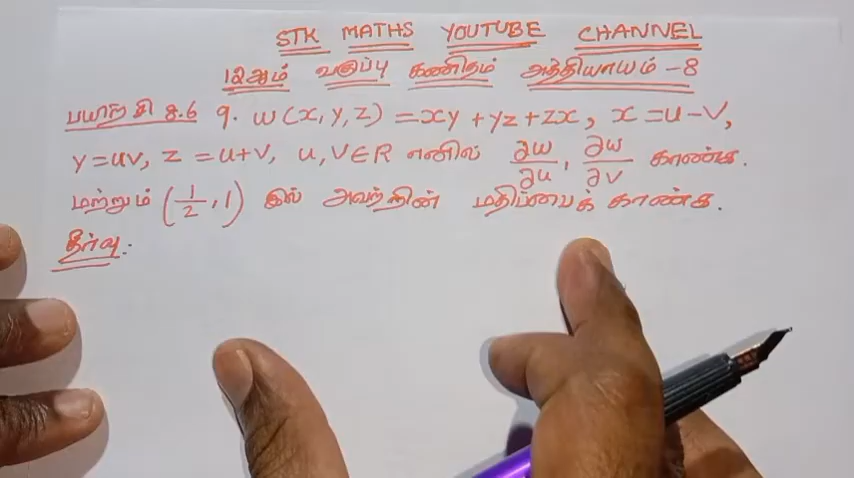 STK MATHS YOUTUBE CHANNEL
12ஆம் வகுப்பு கணிதம் அத்தியாயம் -8
பயிற்சி 8.6 9. w(x, y, z) = xy + yz + zx, x = u - v,
y = uv, z = u+v, u, v ∈ R எனில் ∂w/∂u, ∂w/∂v காண்க.
மற்றும் (1/2, 1) இல் அவற்றின் மதிப்பைக் காண்க.
தீர்வு: